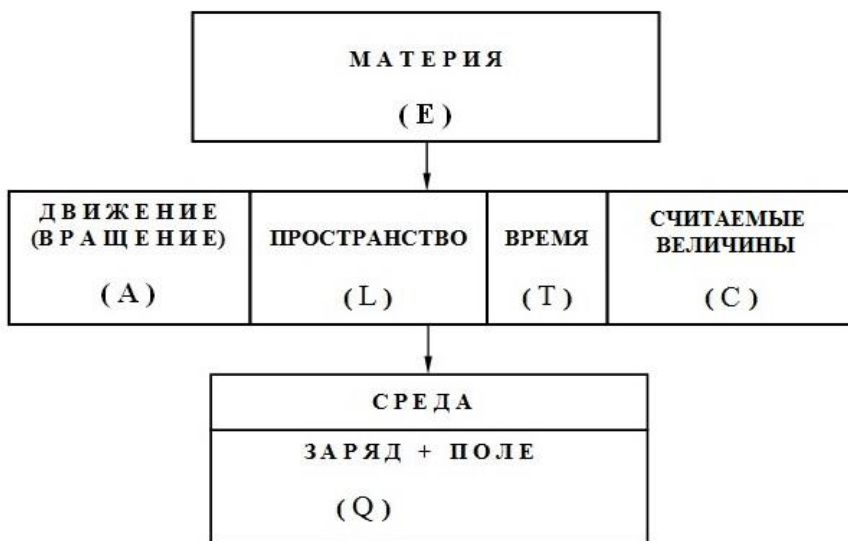 МАТЕРИЯ
(E)
ДВИЖЕНИЕ
(ВРАЩЕНИЕ)
(A)
ПРОСТРАНСТВО
(L)
ВРЕМЯ
(T)
СЧИТАЕМЫЕ
ВЕЛИЧИНЫ
(C)
СРЕДА
ЗАРЯД + ПОЛЕ
(Q)